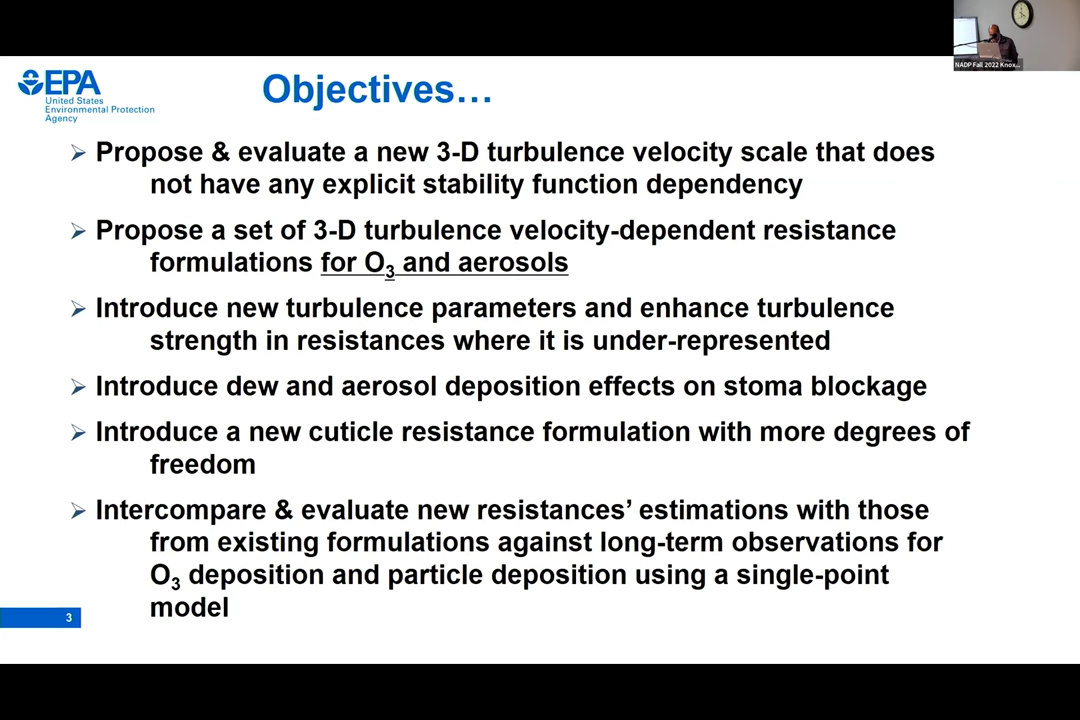 NADP Fall 2022 Knox...
EPA
United States
Environmental Protection
Agency
Objectives…
Propose & evaluate a new 3-D turbulence velocity scale that does
not have any explicit stability function dependency
Propose a set of 3-D turbulence velocity-dependent resistance
formulations for O3 and aerosols
Introduce new turbulence parameters and enhance turbulence
strength in resistances where it is under-represented
Introduce dew and aerosol deposition effects on stoma blockage
Introduce a new cuticle resistance formulation with more degrees of
freedom
Intercompare & evaluate new resistances’ estimations with those
from existing formulations against long-term observations for
O3 deposition and particle deposition using a single-point
model
3